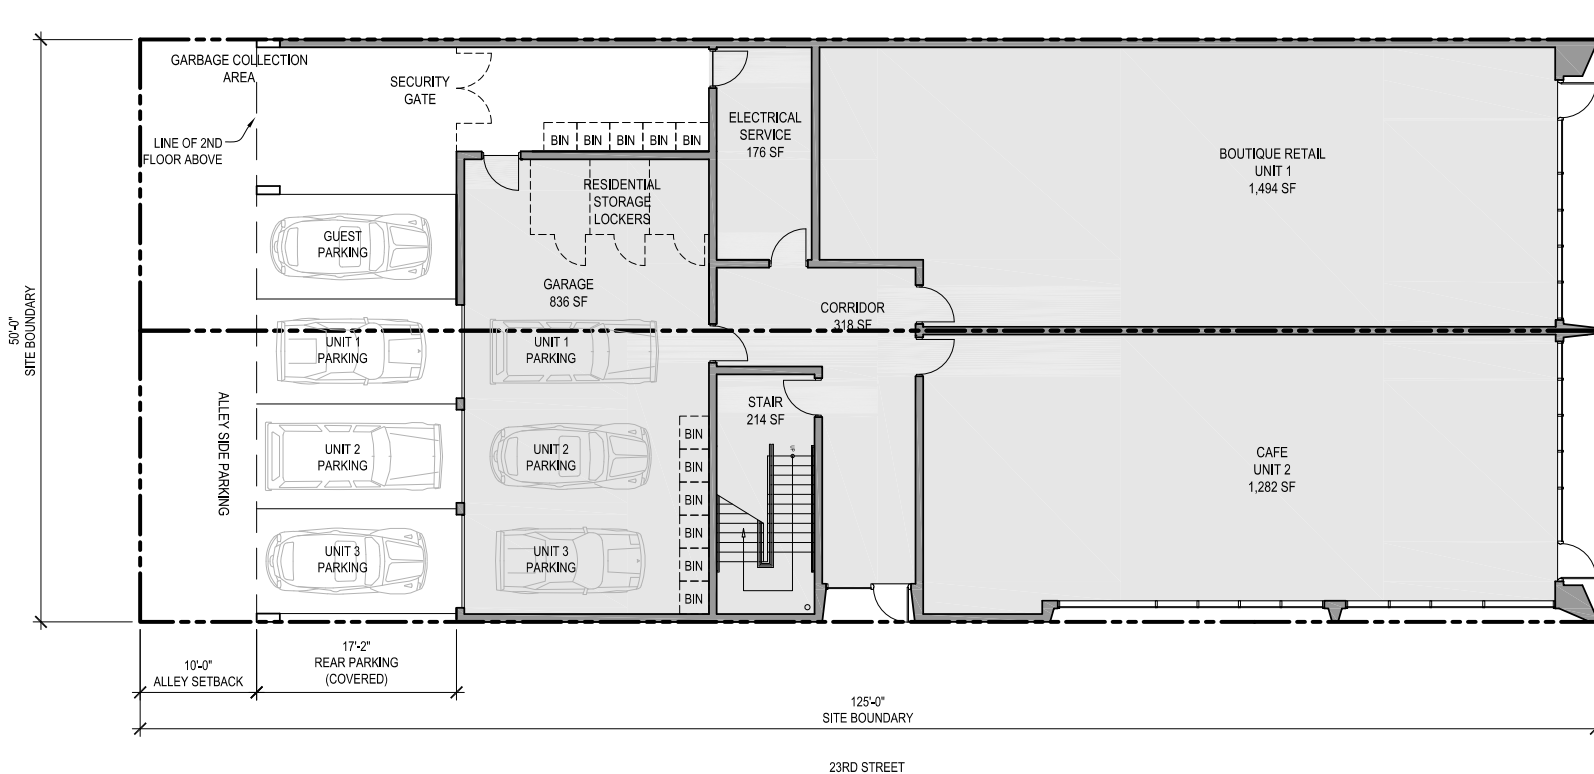 GARBAGE COLLECTION
AREA
SECURITY
GATE
LINE OF 2ND
FLOOR ABOVE
BIN
BIN
BIN
BIN
BIN
ELECTRICAL
SERVICE
176 SF
BOUTIQUE RETAIL
UNIT 1
1,494 SF
RESIDENTIAL
STORAGE
LOCKERS
GUEST
PARKING
GARAGE
836 SF
CORRIDOR
318 SF
50'-0"
SITE BOUNDARY
UNIT 1
PARKING
UNIT 1
PARKING
ALLEY SIDE PARKING
UNIT 2
PARKING
UNIT 2
PARKING
STAIR
214 SF
UP
CAFE
UNIT 2
1,282 SF
BIN
BIN
BIN
BIN
BIN
BIN
UNIT 3
PARKING
UNIT 3
PARKING
10'-0"
ALLEY SETBACK
17'-2"
REAR PARKING
(COVERED)
125'-0"
SITE BOUNDARY
23RD STREET